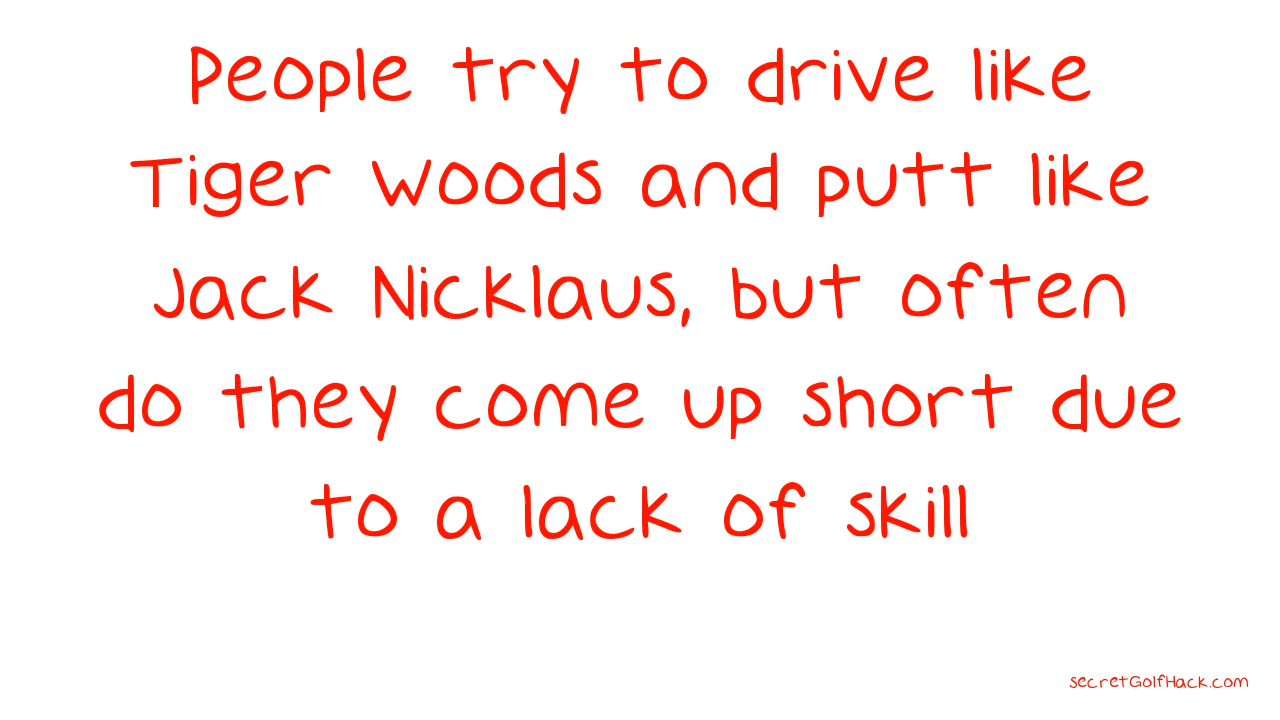 People try to drive like
Tiger Woods and putt like
Jack Nicklaus, but often
do they come up short due
to a lack of skill
secretGolfHack.com